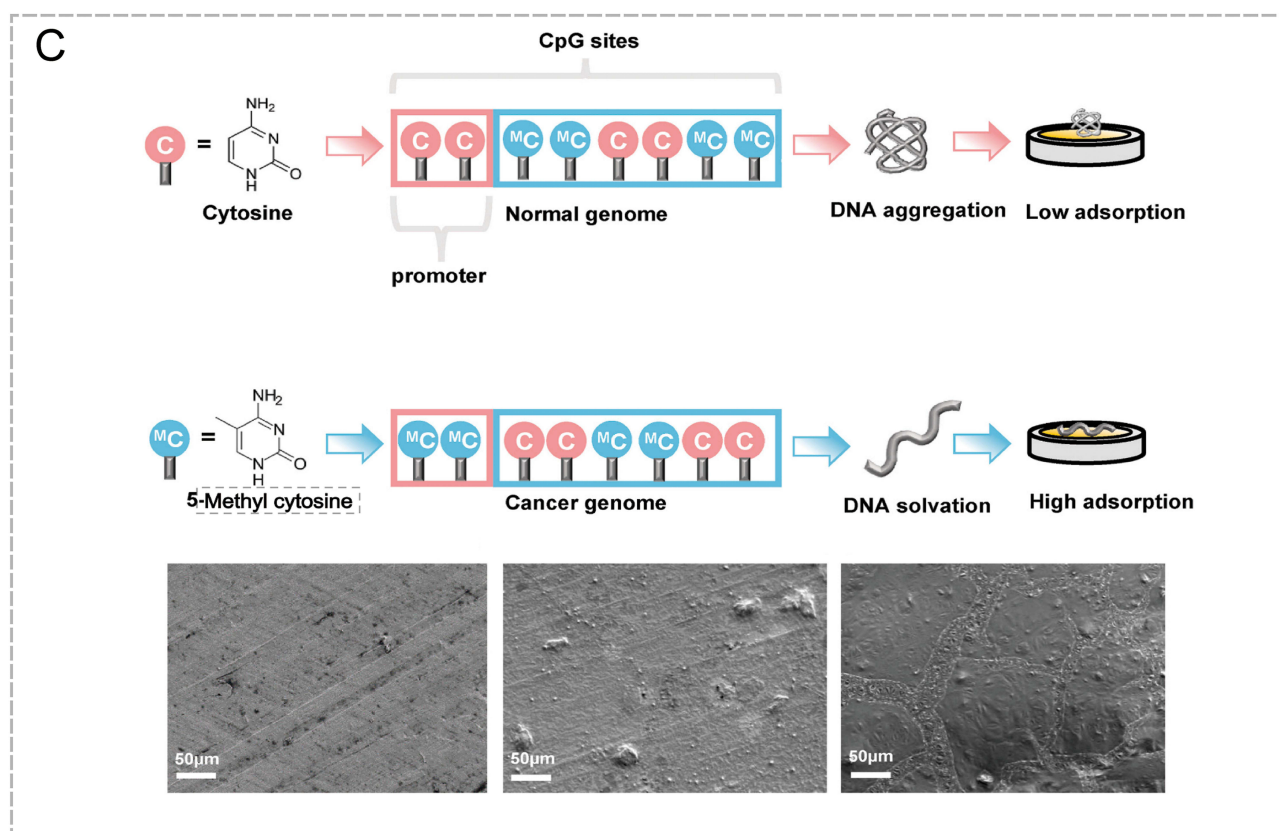 C
CpG sites
C
=
NH₂
N
N
H
O
Cytosine
C C MC MC C C MC MC
promoter
Normal genome
DNA aggregation
Low adsorption
MC
=
NH₂
N
N
H
O
5-Methyl cytosine
MC MC C C MC MC C C
Cancer genome
DNA solvation
High adsorption
50μm
50μm
50μm